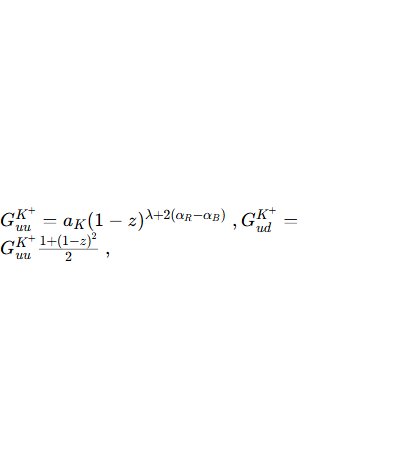 $G_{uu}^{K^+} = a_K(1-z)^{\lambda+2(\alpha_R-\alpha_B)}\ , G_{ud}^{K^+} =$
$G_{uu}^{K^+}\frac{1+(1-z)^2}{2}\ ,$